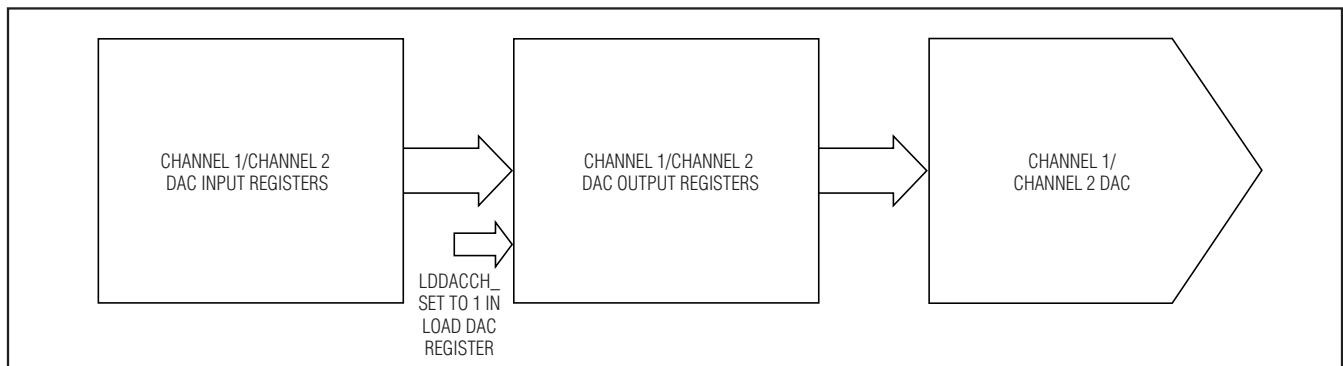 CHANNEL 1/CHANNEL 2
DAC INPUT REGISTERS
LDDACCH_
SET TO 1 IN
LOAD DAC
REGISTER
CHANNEL 1/CHANNEL 2
DAC OUTPUT REGISTERS
CHANNEL 1/
CHANNEL 2 DAC